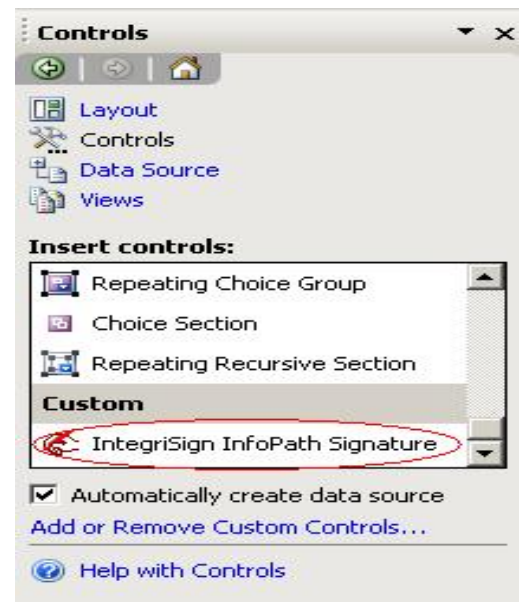 Controls
Layout
Controls
Data Source
Views
Insert controls:
Repeating Choice Group
Choice Section
Repeating Recursive Section
Custom
IntegriSign InfoPath Signature
Automatically create data source
Add or Remove Custom Controls...
Help with Controls